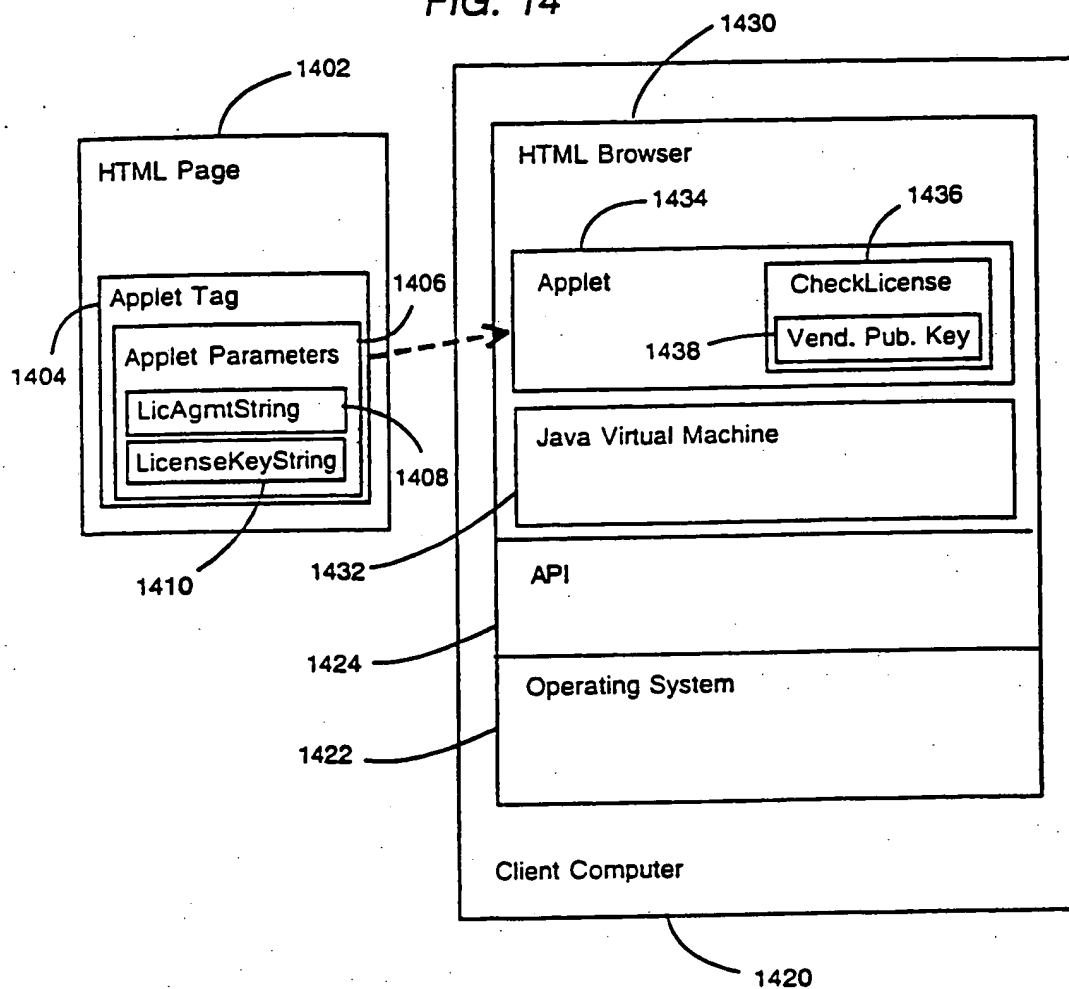 FIG. 14
1430
1402
HTML Page
HTML Browser
1434
1436
Applet Tag
1406
Applet
CheckLicense
Applet Parameters
Vend. Pub. Key
1438
1404
LicAgmtString
Java Virtual Machine
LicenseKeyString
1408
1432
1410
API
1424
Operating System
1422
Client Computer
1420